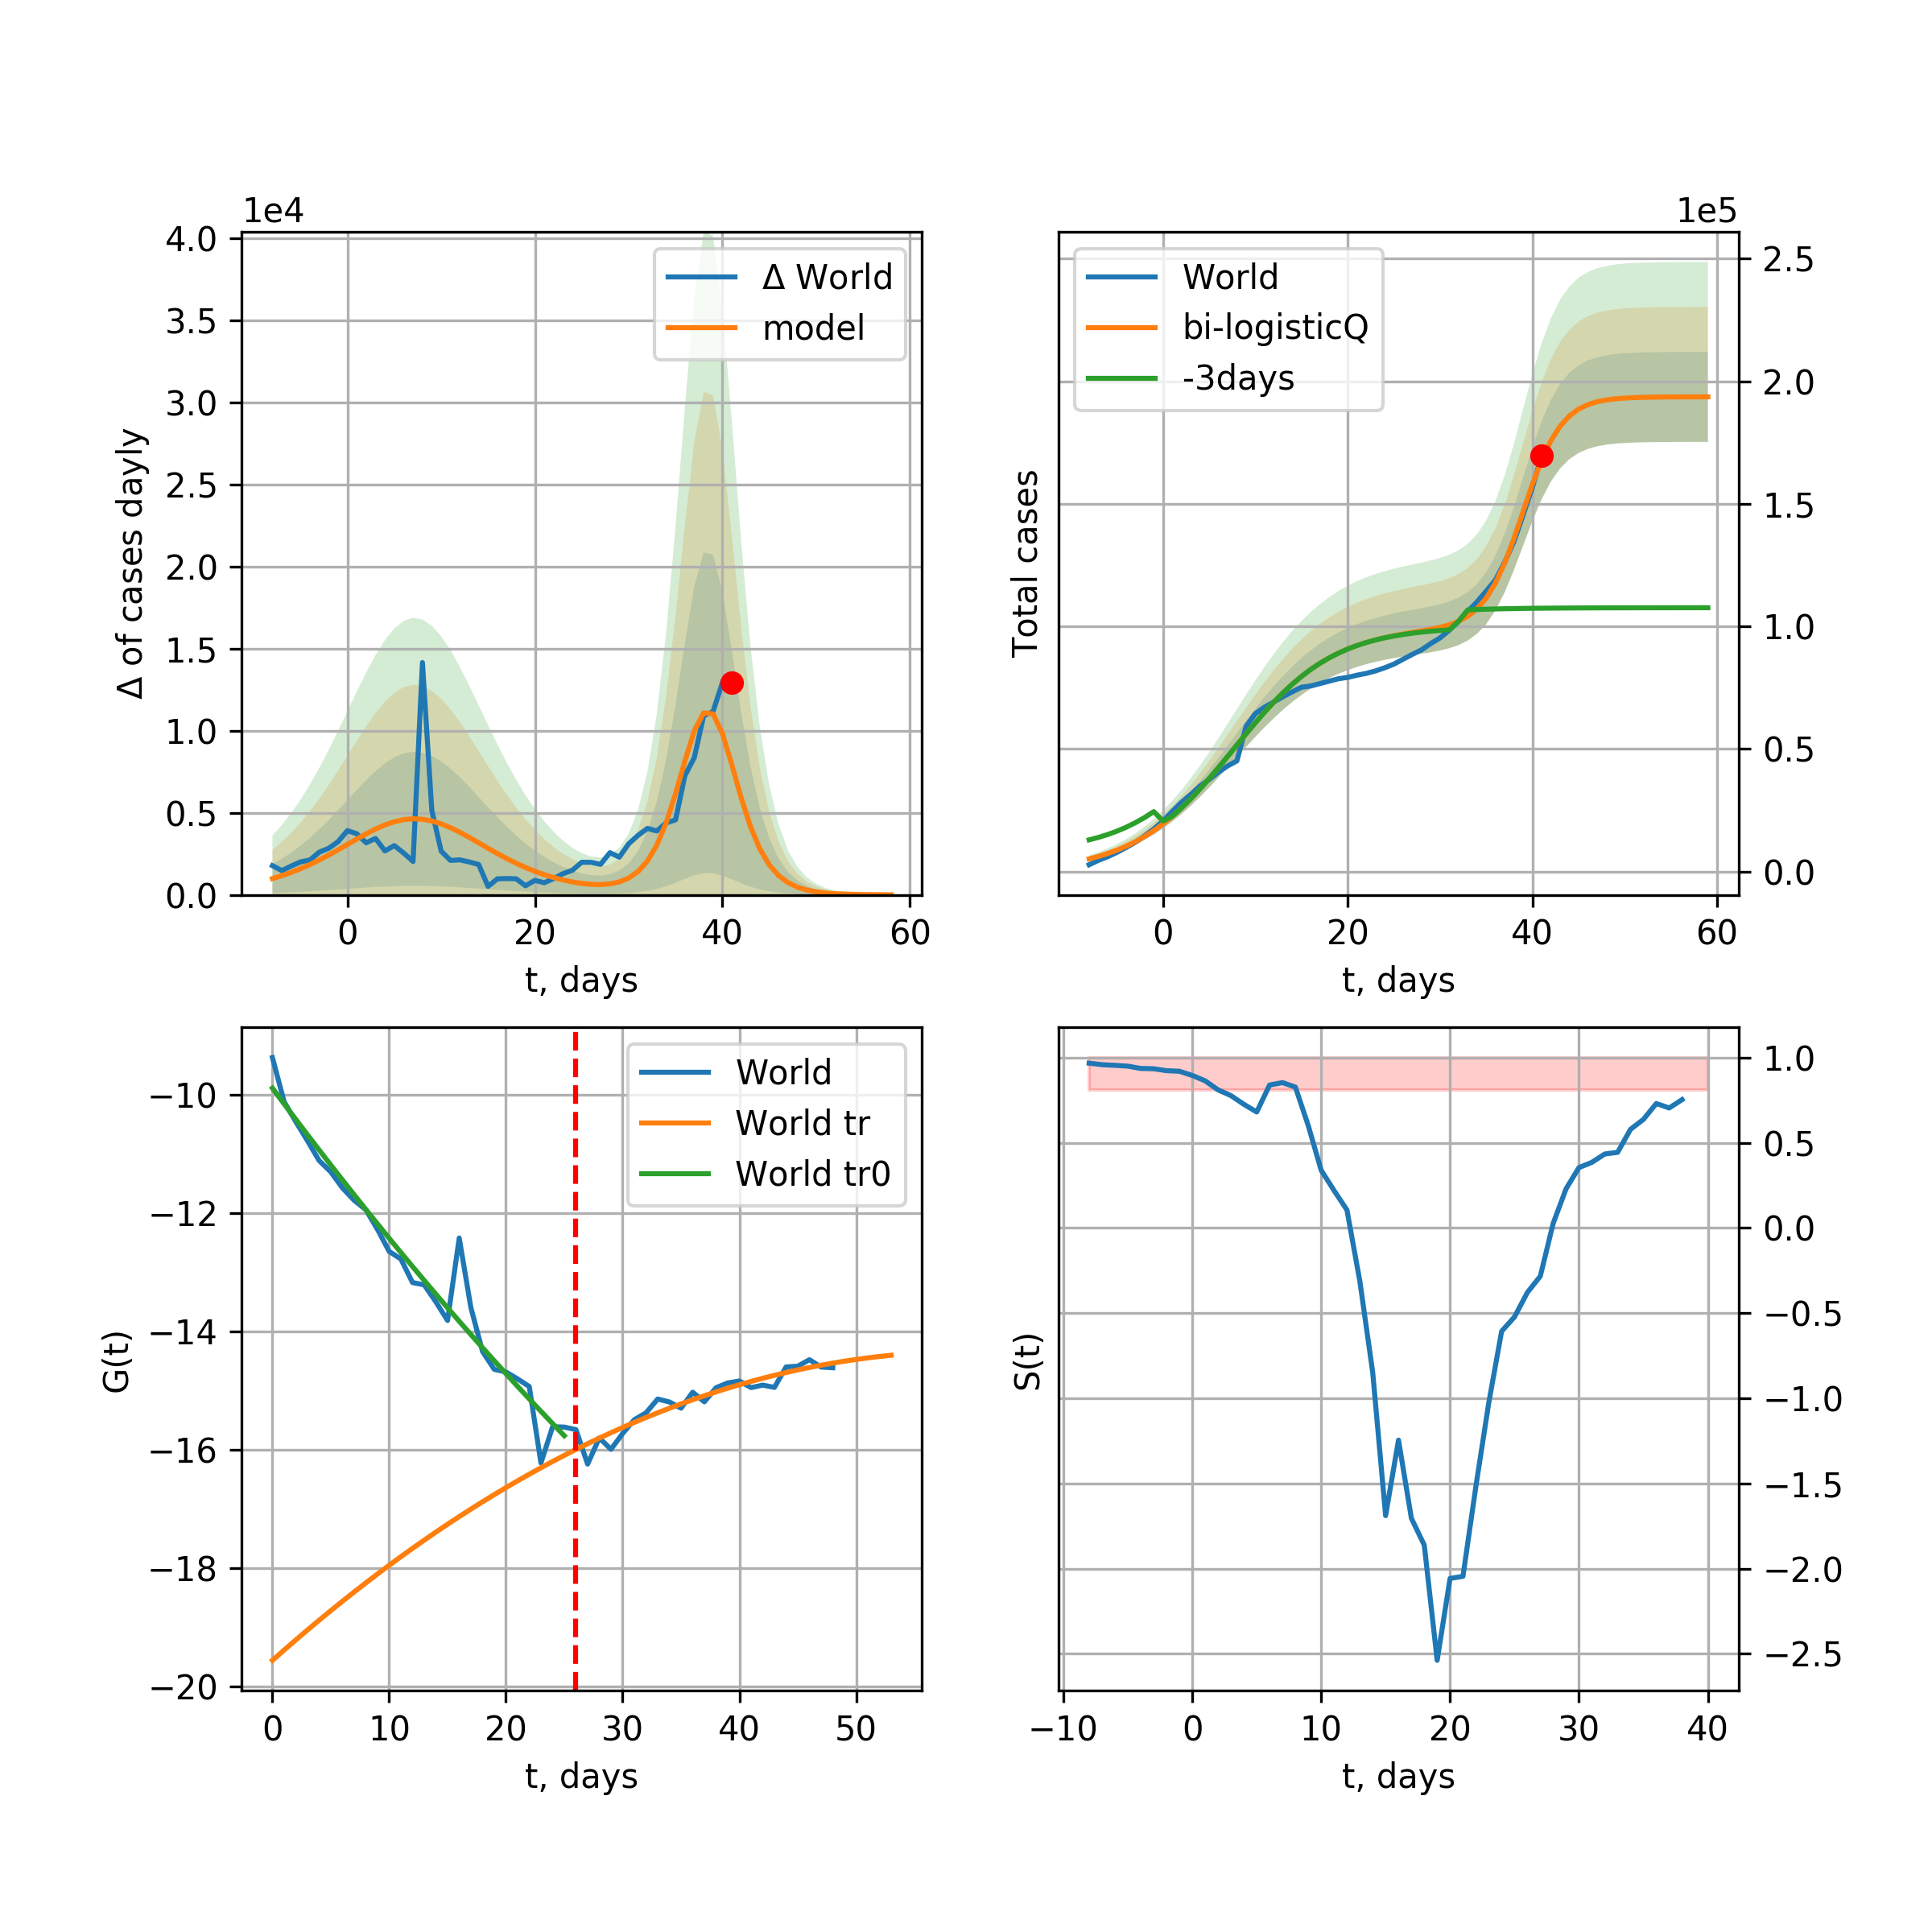 1e4
4.0
3.5
3.0
2.5
2.0
1.5
1.0
0.5
0.0
Δ of cases dayly
Δ World
model
0 20 40 60
t, days
1e5
World
bi-logisticQ
-3days
Total cases
2.5
2.0
1.5
1.0
0.5
0.0
0 20 40 60
t, days
−10
−12
−14
−16
−18
−20
G(t)
World
World tr
World tr0
0 10 20 30 40 50
t, days
S(t)
1.0
0.5
0.0
−0.5
−1.0
−1.5
−2.0
−2.5
−10 0 10 20 30 40
t, days